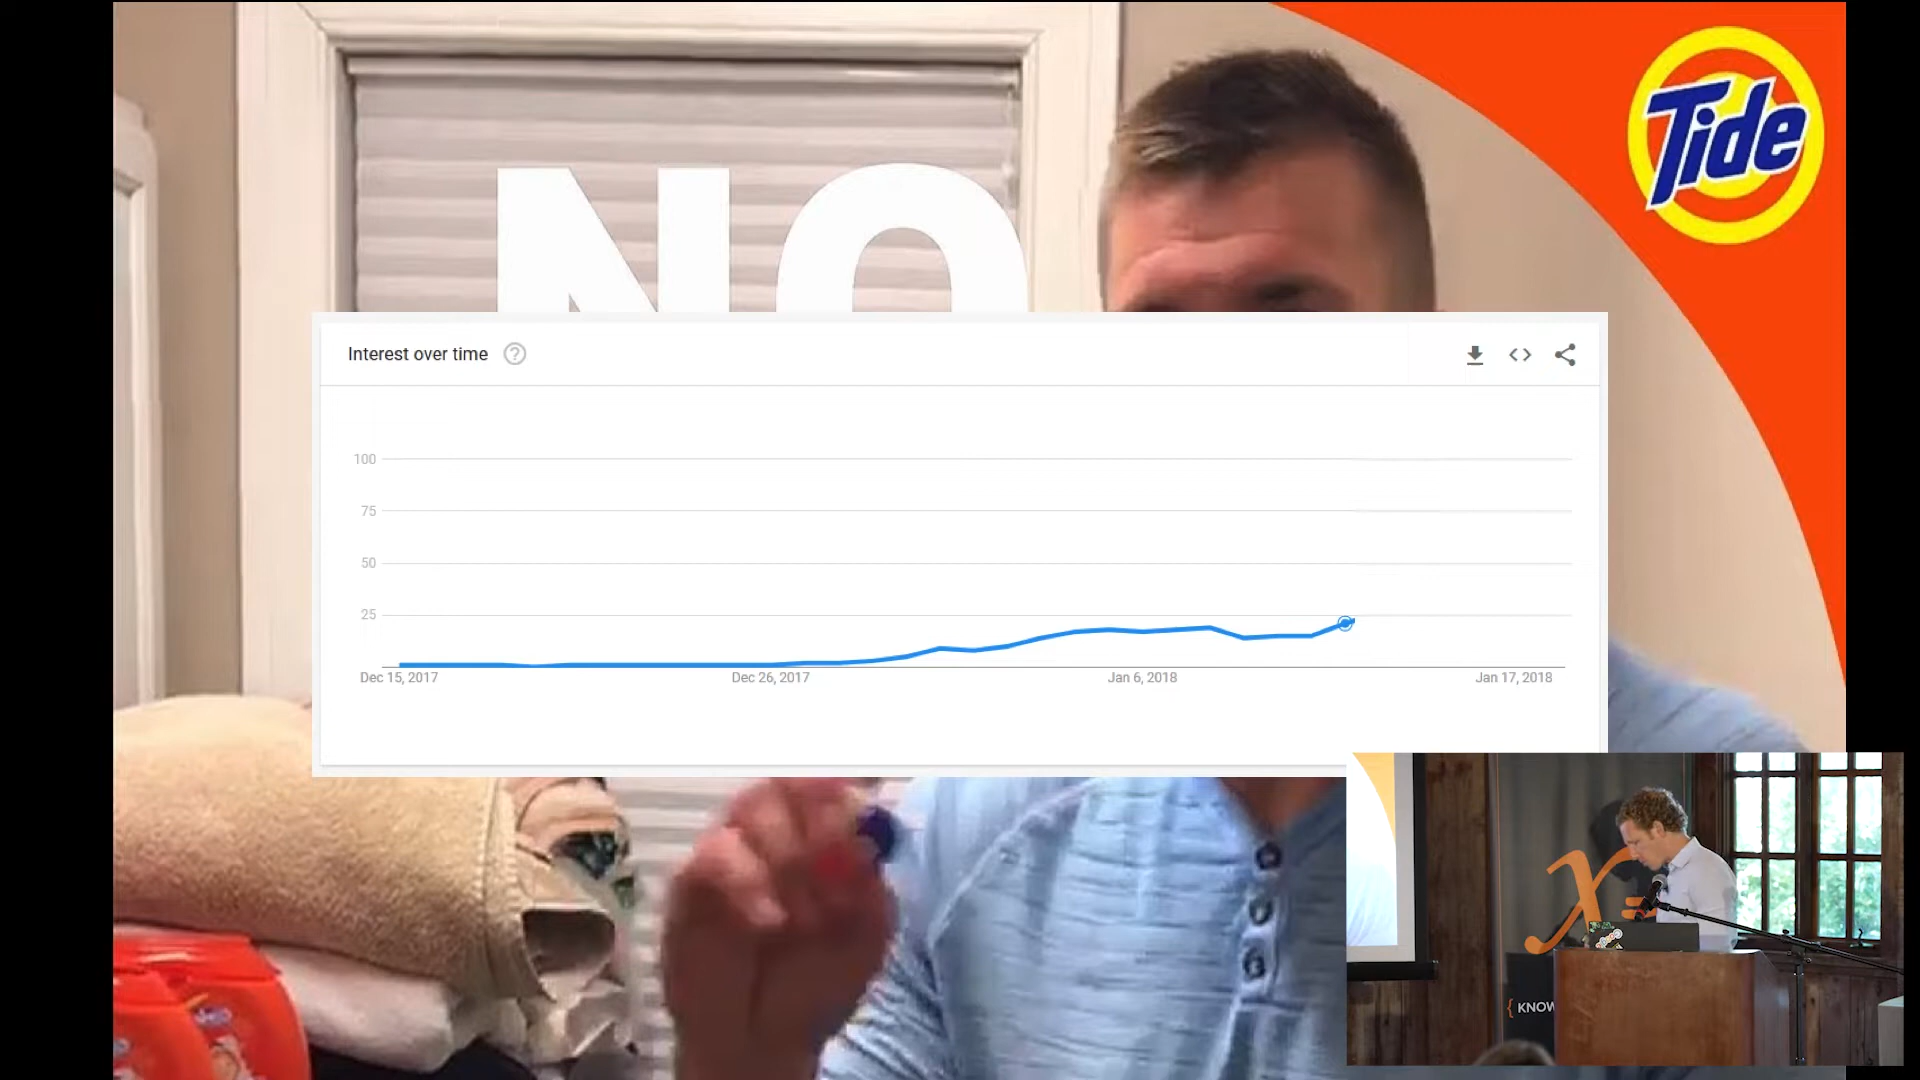 Tide
NO
Interest over time
?
100
75
50
25
Dec 15, 2017
Dec 26, 2017
Jan 6, 2018
Jan 17, 2018
x=
{ KNOW